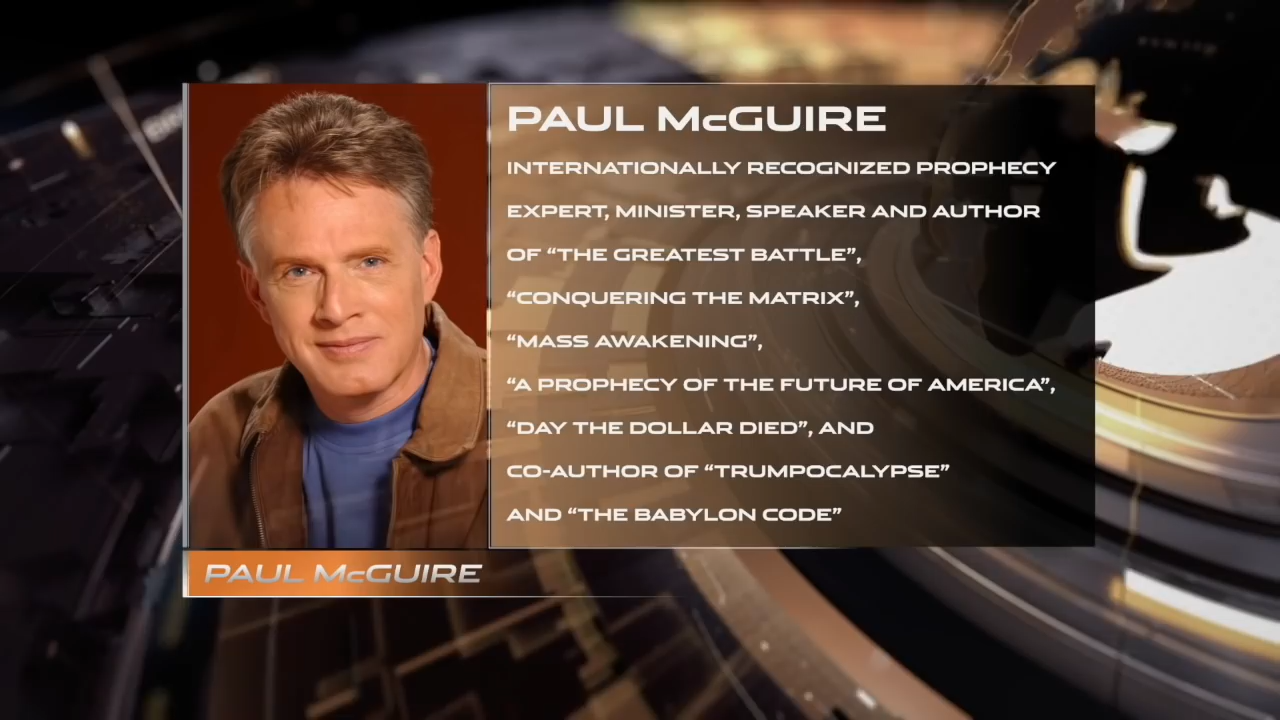 PAUL McGUIRE
INTERNATIONALLY RECOGNIZED PROPHECY
EXPERT, MINISTER, SPEAKER AND AUTHOR
OF “THE GREATEST BATTLE”,
“CONQUERING THE MATRIX”,
“MASS AWAKENING”,
“A PROPHECY OF THE FUTURE OF AMERICA”,
“DAY THE DOLLAR DIED”, AND
CO-AUTHOR OF “TRUMPOCALYPSE”
AND “THE BABYLON CODE”
PAUL McGUIRE